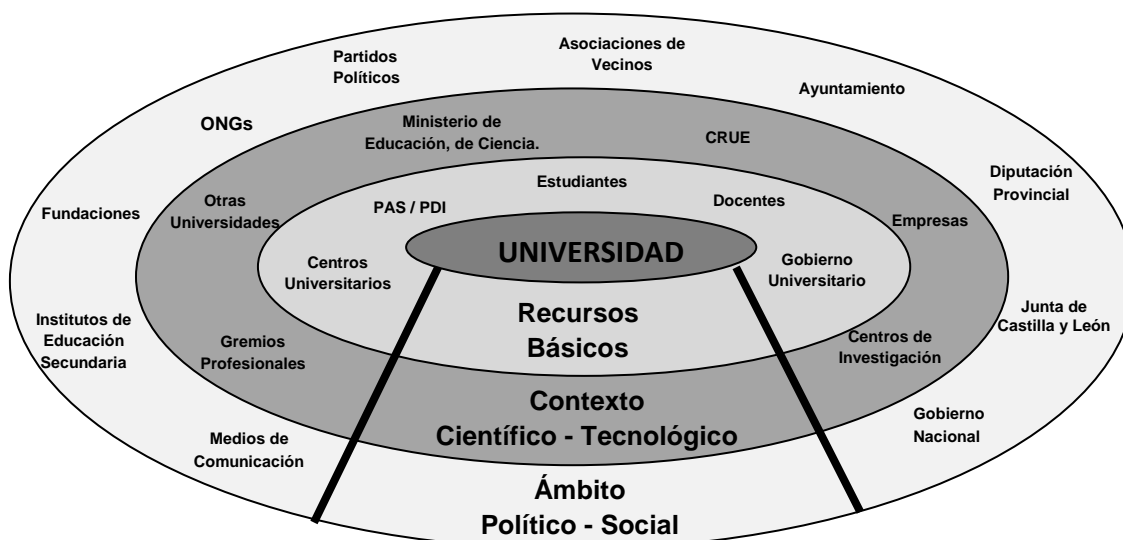 Asociaciones de
Vecinos
Partidos
Políticos
Ayuntamiento
ONGs
Ministerio de
Educación, de Ciencia.
CRUE
Diputación
Provincial
Estudiantes
Otras
Universidades
PAS / PDI
Docentes
Fundaciones
Empresas
UNIVERSIDAD
Centros
Universitarios
Gobierno
Universitario
Recursos
Básicos
Institutos de
Educación
Secundaria
Junta de
Castilla y León
Gremios
Profesionales
Centros de
Investigación
Contexto
Científico - Tecnológico
Gobierno
Nacional
Medios de
Comunicación
Ámbito
Político - Social